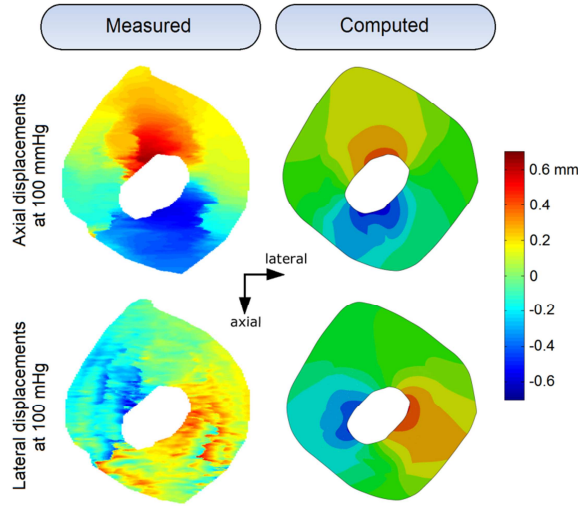 Measured
Computed
Axial displacements
at 100 mmHg
0.6 mm
0.4
0.2
0
-0.2
-0.4
-0.6
lateral
axial
Lateral displacements
at 100 mHg